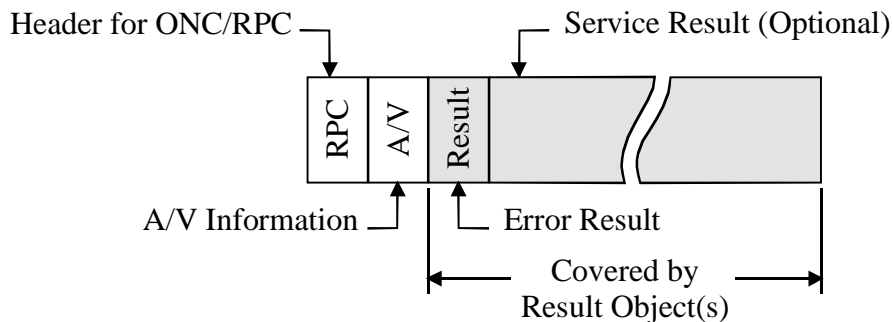 Header for ONC/RPC
Service Result (Optional)
RPC
A/V
Result
A/V Information
Error Result
Covered by
Result Object(s)